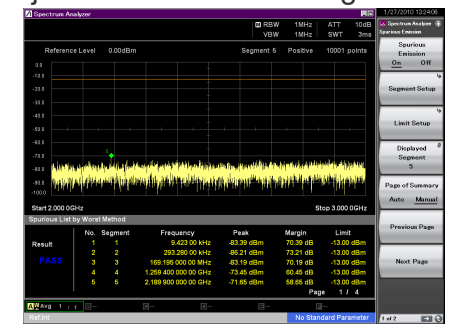 Spectrum Analyzer
1/27/2010 13:24:06
RBW 1MHz ATT 10dB
VBW 1MHz SWT 3ms
Reference Level 0.00dBm Segment 5 Positive 10001 points
0.0
-10.0
-20.0
-30.0
-40.0
-50.0
-60.0
-70.0
-80.0
-90.0
-100.0
Start 2.000 0GHz Stop 3.000 0GHz
Spurious List by Worst Method
No. Segment Frequency Peak Margin Limit
Result 1 1 9.423 00 kHz -83.39 dBm 70.39 dB -13.00 dBm
PASS 2 2 293.280 00 kHz -86.21 dBm 73.21 dB -13.00 dBm
3 3 169.195 000 00 MHz -83.19 dBm 70.19 dB -13.00 dBm
4 4 1.259 400 000 00 GHz -73.45 dBm 60.45 dB -13.00 dBm
5 5 2.189 900 000 00 GHz -71.65 dBm 58.65 dB -13.00 dBm
Page 1 / 4
Avg 1
Ref.Int No Standard Parameter
Spectrum Analyzer
Spurious Emission
Spurious
Emission
On Off
Segment Setup
Limit Setup
Displayed
Segment
5
Page of Summary
Auto Manual
Previous Page
Next Page
1 of 2